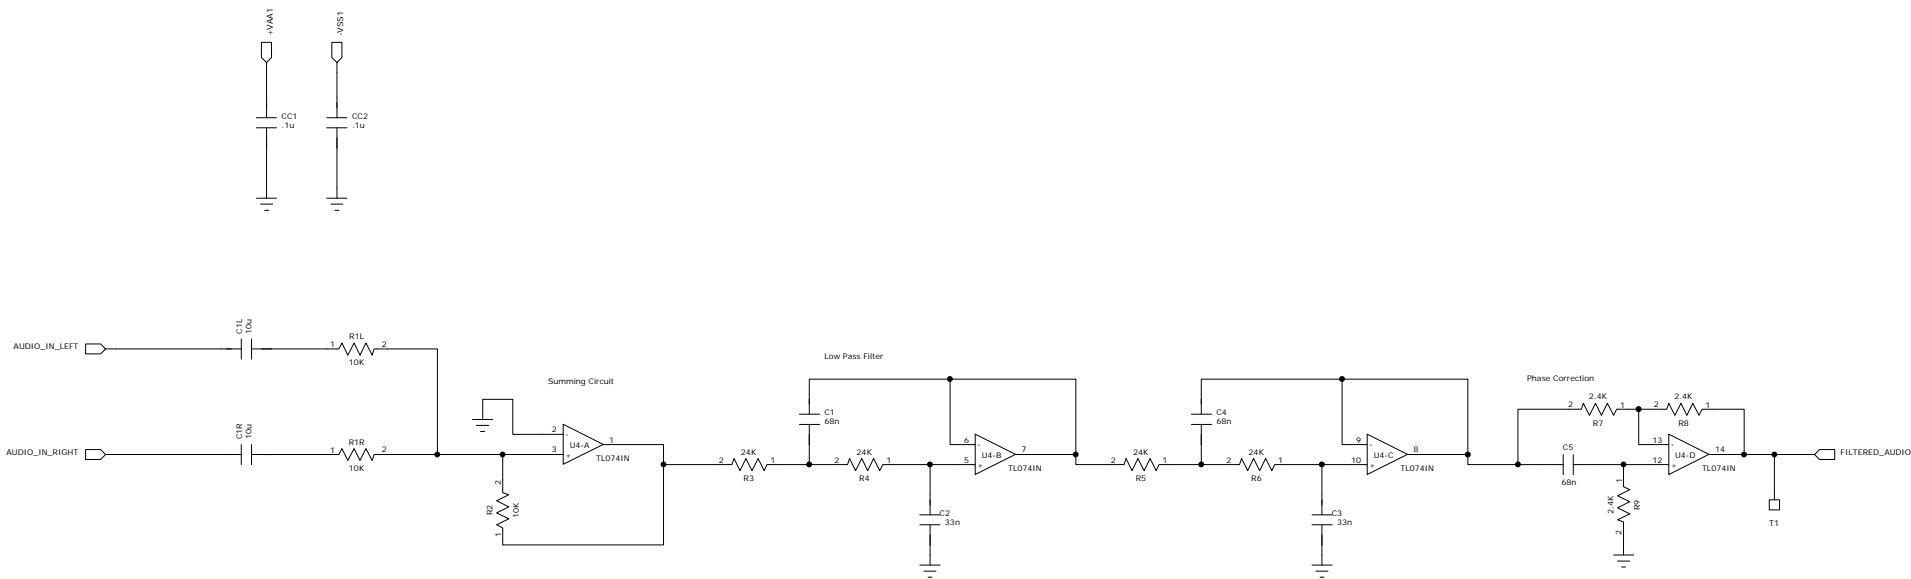 +VAA1
-VSS1
CC1
.1u
CC2
.1u
AUDIO_IN_LEFT
C1L
10u
1
R1L
2
10K
AUDIO_IN_RIGHT
C1R
10u
1
R1R
2
10K
Summing Circuit
2
-
U4-A
1
3
+
TL074IN
2
R2
10K
1
Low Pass Filter
24K
2
1
R3
C1
68n
24K
2
1
R4
6
-
U4-B
7
5
+
TL074IN
C2
33n
24K
2
1
R5
C4
68n
24K
2
1
R6
9
-
U4-C
8
10
+
TL074IN
C3
33n
Phase Correction
2.4K
2
1
R7
2.4K
2
1
R8
C5
68n
13
-
U4-D
14
12
+
TL074IN
1
2.4K
R9
2
T1
FILTERED_AUDIO